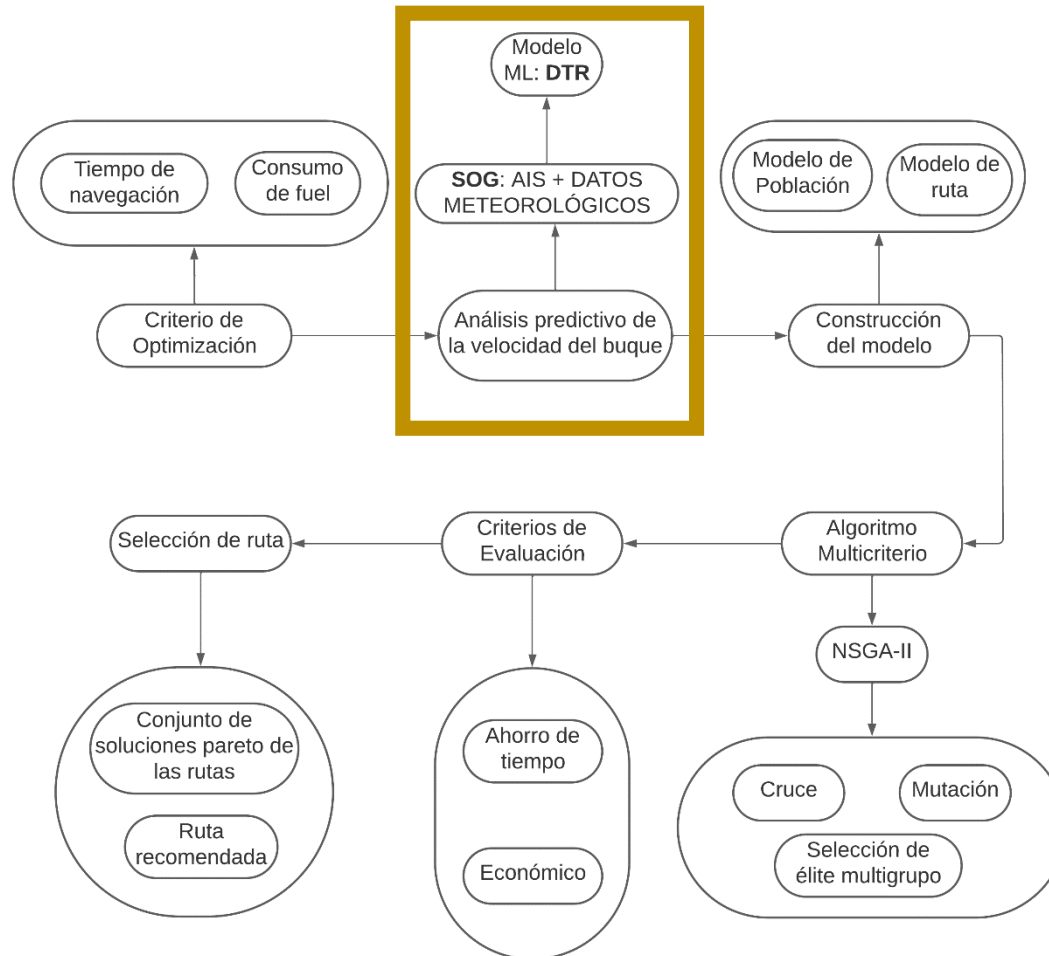 Modelo
ML: DTR
Tiempo de
navegación
Consumo
de fuel
SOG: AIS + DATOS
METEOROLÓGICOS
Modelo de
Población
Modelo de
ruta
Criterio de
Optimización
Análisis predictivo de
la velocidad del buque
Construcción
del modelo
Selección de ruta
Criterios de
Evaluación
Algoritmo
Multicriterio
NSGA-II
Conjunto de
soluciones pareto de
las rutas
Ruta
recomendada
Ahorro de
tiempo
Económico
Cruce
Mutación
Selección de
élite multigrupo